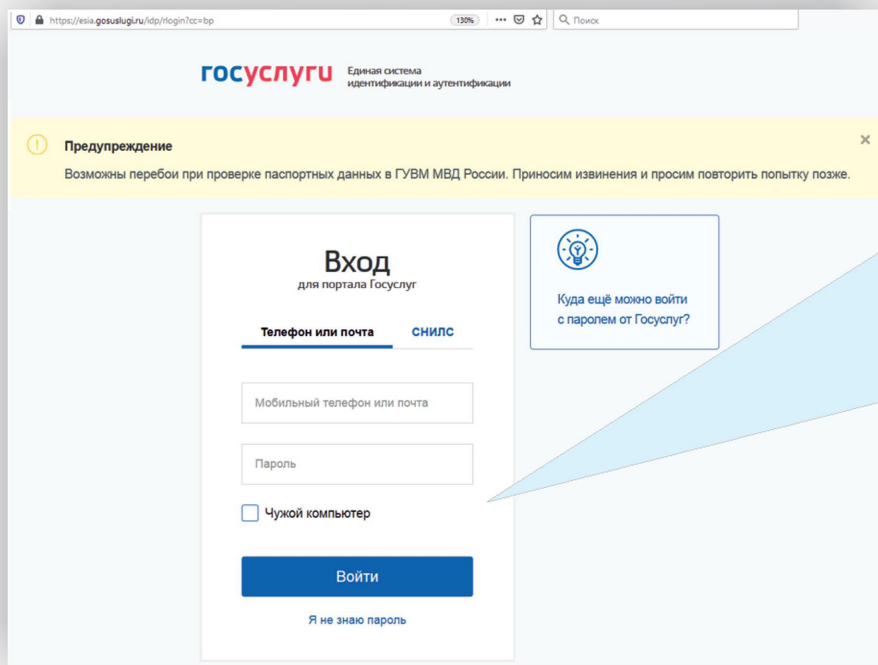 https://esia.gosuslugi.ru/idp/rlogin?cc=bp
130%
Поиск
госуслуги
Единая система
идентификации и аутентификации
Предупреждение
Возможны перебои при проверке паспортных данных в ГУВМ МВД России. Приносим извинения и просим повторить попытку позже.
Вход
для портала Госуслуг
Телефон или почта СНИЛС
Мобильный телефон или почта
Пароль
Чужой компьютер
Войти
Я не знаю пароль
Куда ещё можно войти
с паролем от Госуслуг?